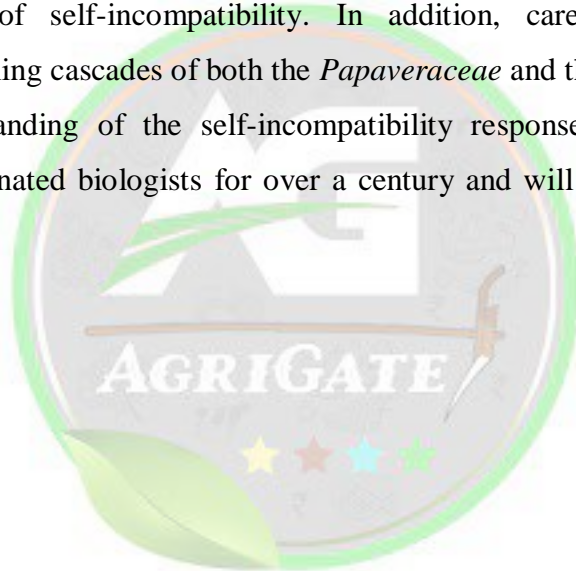 of self-incompatibility. In addition, care
ing cascades of both the Papaveraceae and th
anding of the self-incompatibility response
nated biologists for over a century and will
AG
AGRIGATE